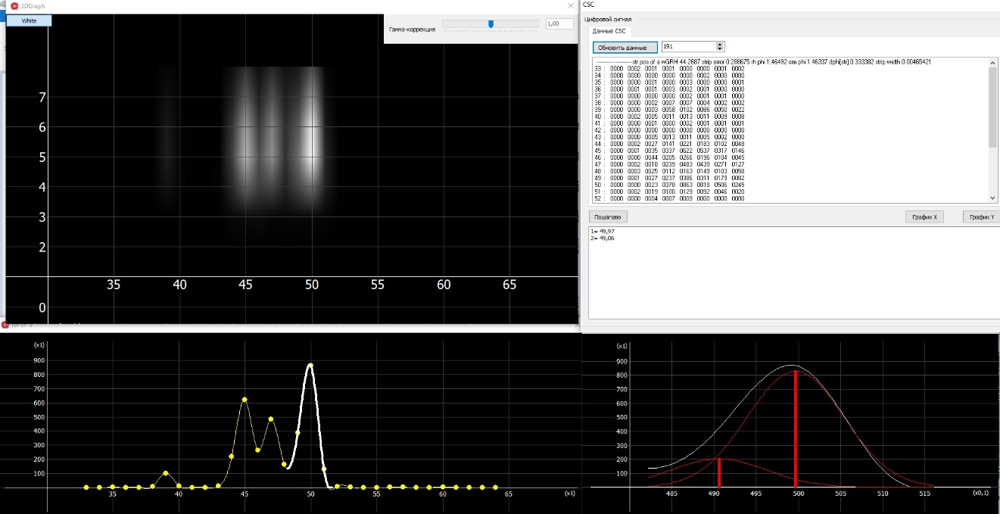 3DGraph
White
Гамма-коррекция
1,00
7
6
5
4
3
2
35 40 45 50 55 60 65
0
CSC
Цифровой сигнал
Данные CSC
Обновить данные
191
33 : 0000 0002 0001 0001 0000 0000 0001 0002
34 : 0000 0000 0000 0000 0000 0002 0000 0000
35 : 0000 0000 0001 0000 0003 0000 0000 0001
36 : 0000 0001 0001 0003 0002 0001 0000 0000
37 : 0000 0000 0000 0000 0002 0001 0001 0000
38 : 0000 0000 0002 0007 0007 0004 0002 0002
39 : 0000 0000 0003 0058 0102 0086 0050 0022
40 : 0000 0002 0005 0011 0013 0011 0009 0008
41 : 0000 0000 0001 0000 0002 0001 0001 0001
42 : 0000 0000 0000 0000 0000 0000 0000 0000
43 : 0000 0000 0005 0013 0011 0005 0002 0000
44 : 0000 0002 0027 0141 0221 0183 0102 0048
45 : 0000 0001 0035 0337 0622 0537 0317 0146
46 : 0000 0000 0044 0205 0266 0196 0104 0045
47 : 0000 0002 0018 0239 0483 0439 0271 0127
48 : 0000 0003 0025 0112 0163 0149 0103 0058
49 : 0000 0001 0027 0237 0386 0311 0179 0082
50 : 0000 0000 0023 0378 0863 0818 0506 0245
51 : 0000 0002 0019 0100 0129 0092 0046 0020
52 : 0000 0000 0004 0007 0009 0000 0000 0000
Пошагово
График X
График Y
1= 49,97
2= 49,06
(x1)
900
800
700
600
500
400
300
200
100
35 40 45 50 55 60 65 (x1)
(x1)
900
800
700
600
500
400
300
200
100
485 490 495 500 505 510 515 (x0,1)